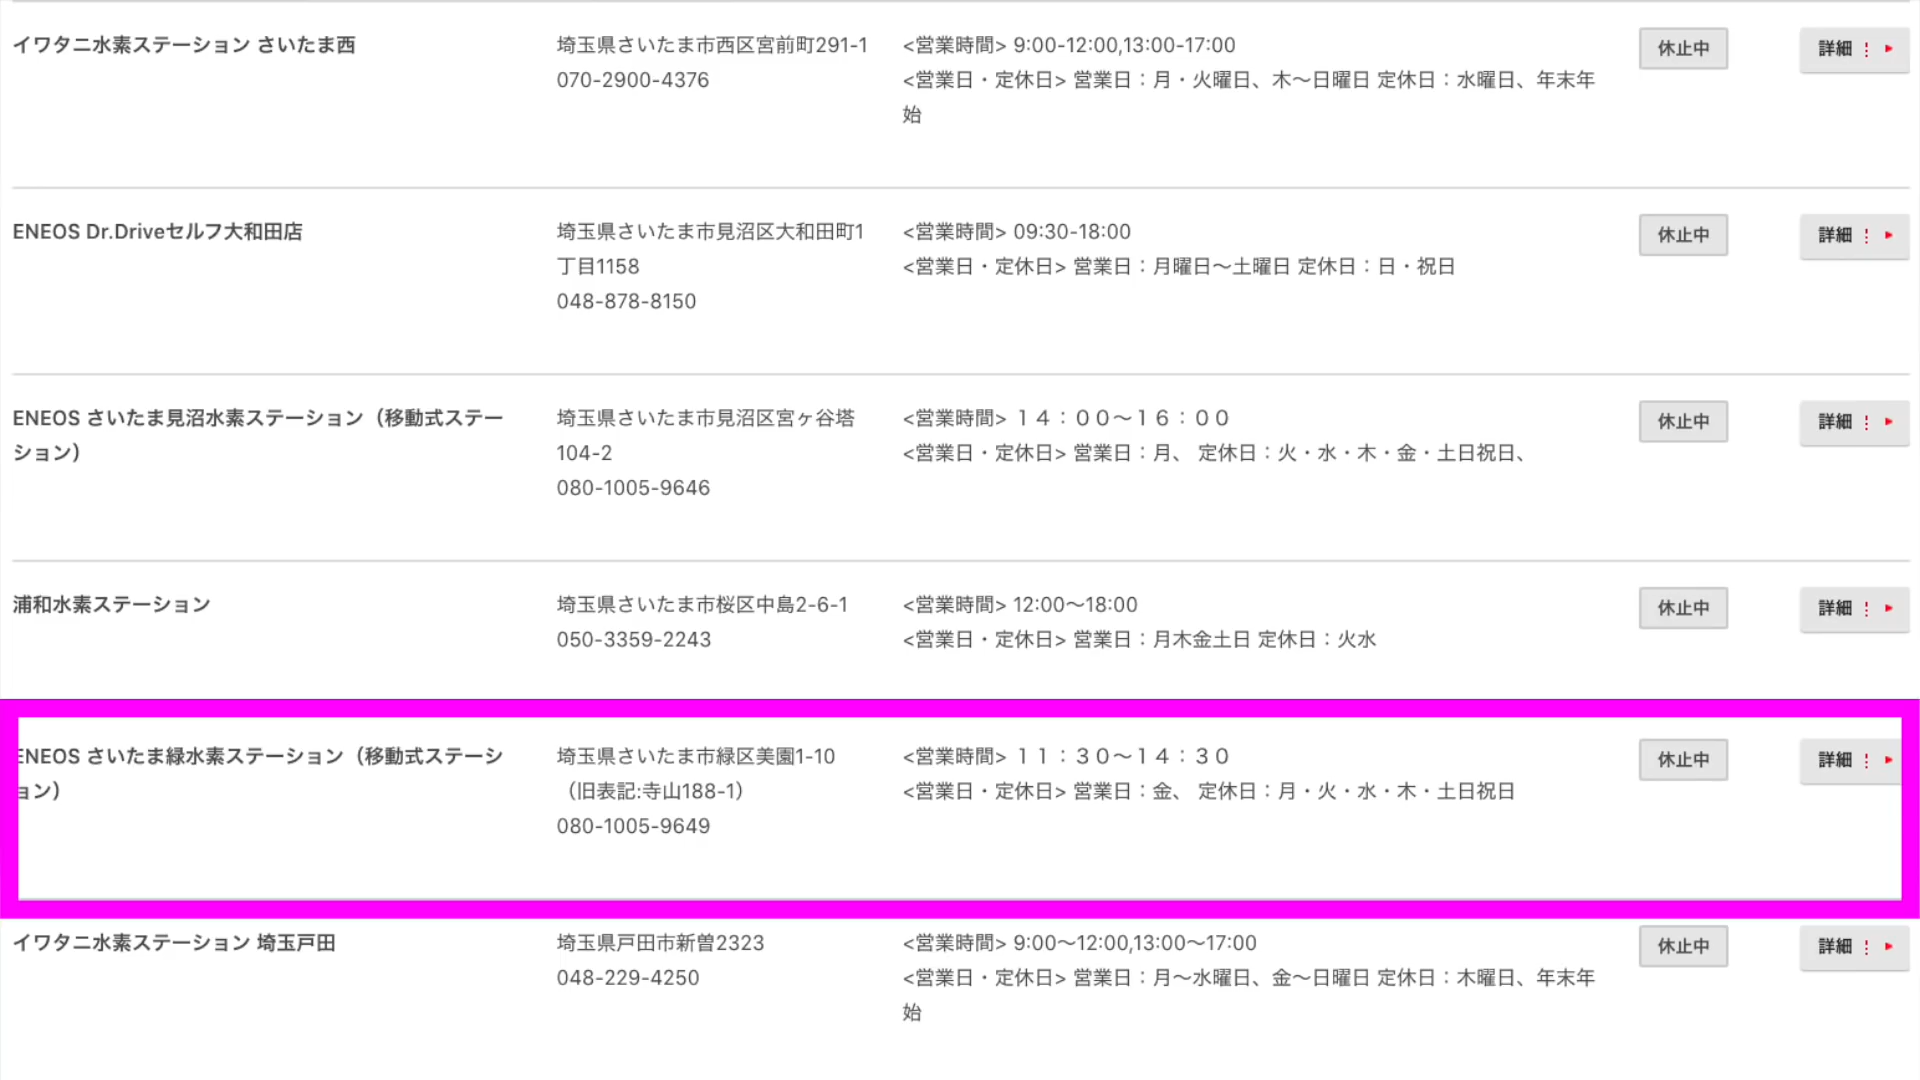 イワタニ水素ステーション さいたま西
埼玉県さいたま市西区宮前町291-1
070-2900-4376
<営業時間> 9:00-12:00,13:00-17:00
<営業日・定休日> 営業日：月・火曜日、木～日曜日 定休日：水曜日、年末年
始
休止中
詳細
ENEOS Dr.Driveセルフ大和田店
埼玉県さいたま市見沼区大和田町1
丁目1158
048-878-8150
<営業時間> 09:30-18:00
<営業日・定休日> 営業日：月曜日～土曜日 定休日：日・祝日
休止中
詳細
ENEOS さいたま見沼水素ステーション（移動式ステー
ション）
埼玉県さいたま市見沼区宮ヶ谷塔
104-2
080-1005-9646
<営業時間> １４：００～１６：００
<営業日・定休日> 営業日：月、 定休日：火・水・木・金・土日祝日、
休止中
詳細
浦和水素ステーション
埼玉県さいたま市桜区中島2-6-1
050-3359-2243
<営業時間> 12:00～18:00
<営業日・定休日> 営業日：月木金土日 定休日：火水
休止中
詳細
ENEOS さいたま緑水素ステーション（移動式ステーシ
ョン）
埼玉県さいたま市緑区美園1-10
（旧表記:寺山188-1）
080-1005-9649
<営業時間> １１：３０～１４：３０
<営業日・定休日> 営業日：金、 定休日：月・火・水・木・土日祝日
休止中
詳細
イワタニ水素ステーション 埼玉戸田
埼玉県戸田市新曽2323
048-229-4250
<営業時間> 9:00～12:00,13:00～17:00
<営業日・定休日> 営業日：月～水曜日、金～日曜日 定休日：木曜日、年末年
始
休止中
詳細